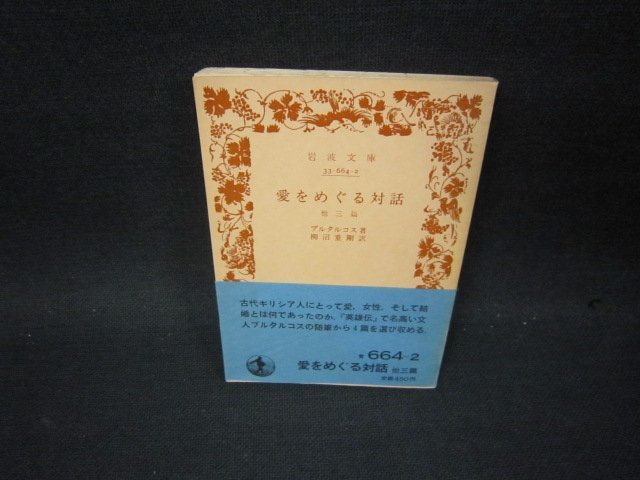 岩波文庫
33-664-2
愛をめぐる対話
他三篇
プルタルコス著
柳沼重剛訳
古代ギリシア人にとって愛、女性、そして結
婚とは何であったのか。『英雄伝』で名高い文
人プルタルコスの随筆から4篇を選び収める。
青 664-2
愛をめぐる対話 他三篇
定価450円